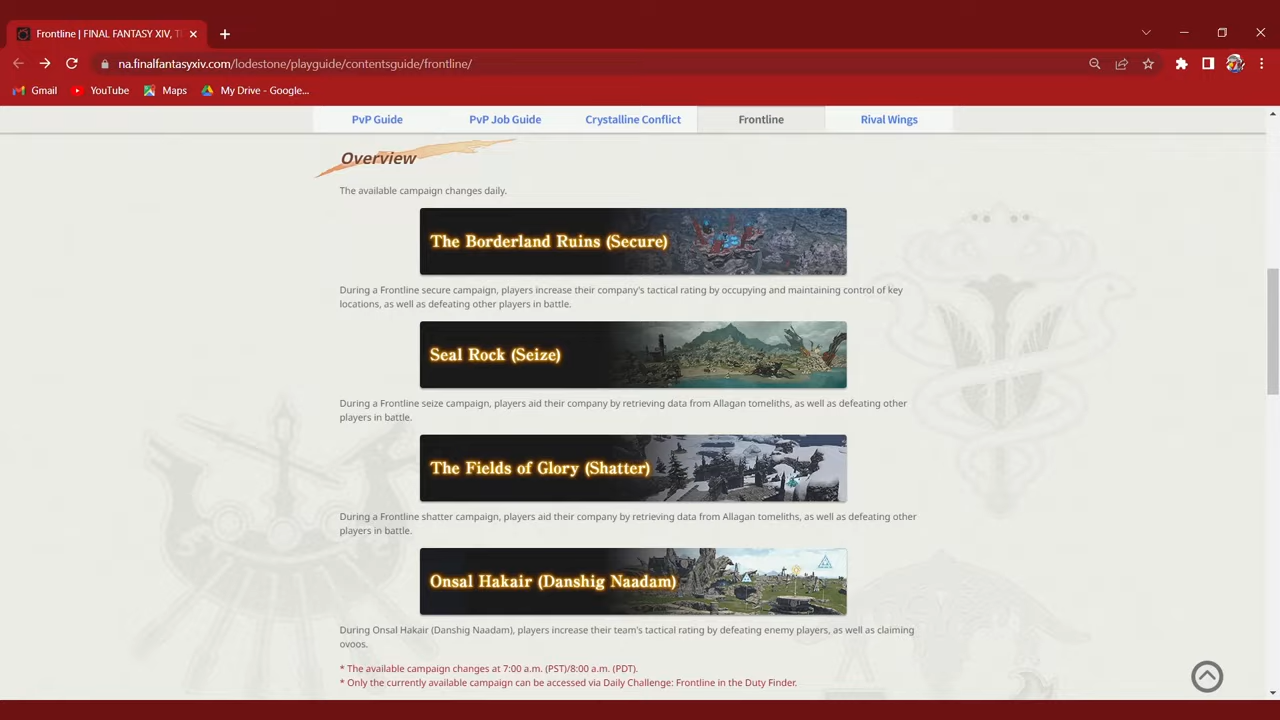 Frontline | FINAL FANTASY XIV, T
na.finalfantasyxiv.com/lodestone/playguide/contentsguide/frontline/
Gmail YouTube Maps My Drive - Google...
PvP Guide PvP Job Guide Crystalline Conflict Frontline Rival Wings
Overview
The available campaign changes daily.
The Borderland Ruins (Secure)
During a Frontline secure campaign, players increase their company's tactical rating by occupying and maintaining control of key
locations, as well as defeating other players in battle.
Seal Rock (Seize)
During a Frontline seize campaign, players aid their company by retrieving data from Allagan tomeliths, as well as defeating other
players in battle.
The Fields of Glory (Shatter)
During a Frontline shatter campaign, players aid their company by retrieving data from Allagan tomeliths, as well as defeating other
players in battle.
Onsal Hakair (Danshig Naadam)
During Onsal Hakair (Danshig Naadam), players increase their team's tactical rating by defeating enemy players, as well as claiming
ovoos.
* The available campaign changes at 7:00 a.m. (PST)/8:00 a.m. (PDT).
* Only the currently available campaign can be accessed via Daily Challenge: Frontline in the Duty Finder.